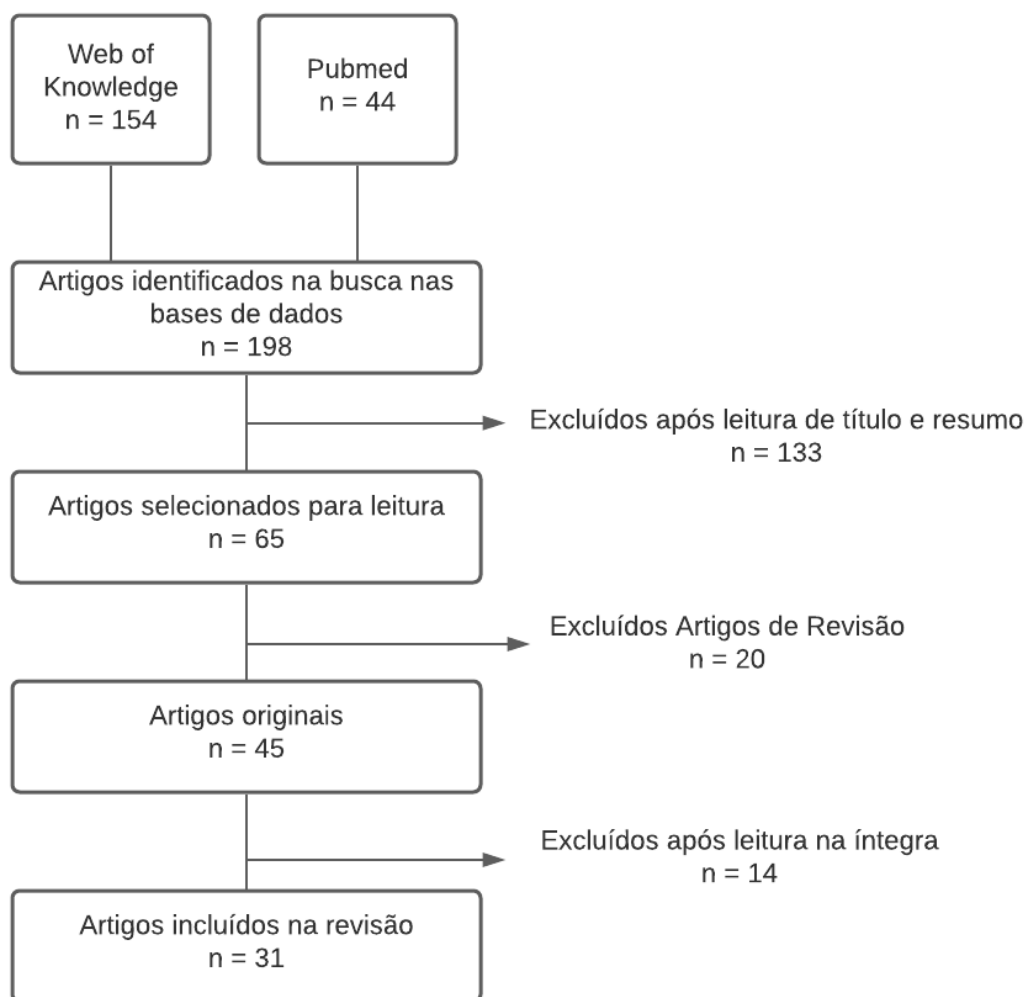 Web of
Knowledge
n = 154
Pubmed
n = 44
Artigos identificados na busca nas
bases de dados
n = 198
Excluídos após leitura de título e resumo
n = 133
Artigos selecionados para leitura
n = 65
Excluídos Artigos de Revisão
n = 20
Artigos originais
n = 45
Excluídos após leitura na íntegra
n = 14
Artigos incluídos na revisão
n = 31